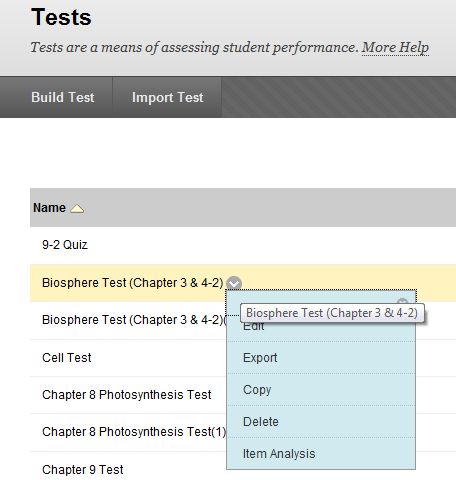 Tests
Tests are a means of assessing student performance. More Help
Build Test
Import Test
Name
9-2 Quiz
Biosphere Test (Chapter 3 & 4-2)
Biosphere Test (Chapter 3 & 4-2)
Biosphere Test (Chapter 3 & 4-2)(
Edit
Cell Test
Export
Chapter 8 Photosynthesis Test
Copy
Chapter 8 Photosynthesis Test(1)
Delete
Chapter 9 Test
Item Analysis